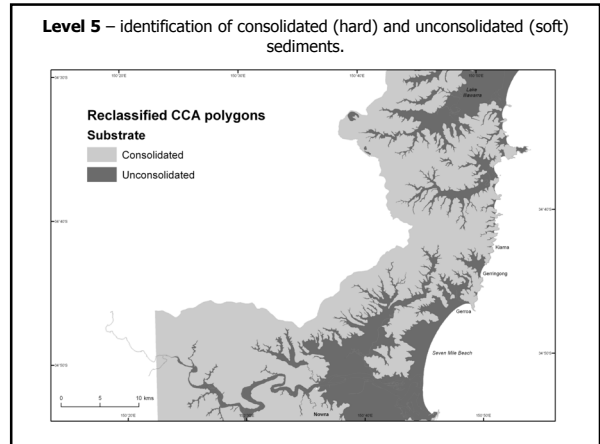 Level 5 – identification of consolidated (hard) and unconsolidated (soft)
sediments.
Reclassified CCA polygons
Substrate
Consolidated
Unconsolidated
Lake
Illawarra
Kiama
Gerringong
Gerroa
Seven Mile Beach
Nowra
0 5 10 kms